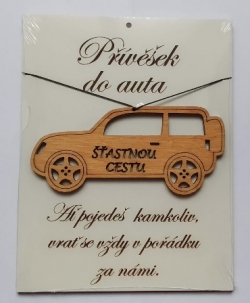 Přívěšek
do auta
ŠŤASTNOU
CESTU
Ať pojedeš kamkoliv,
vrať se vždy v pořádku
za námi.